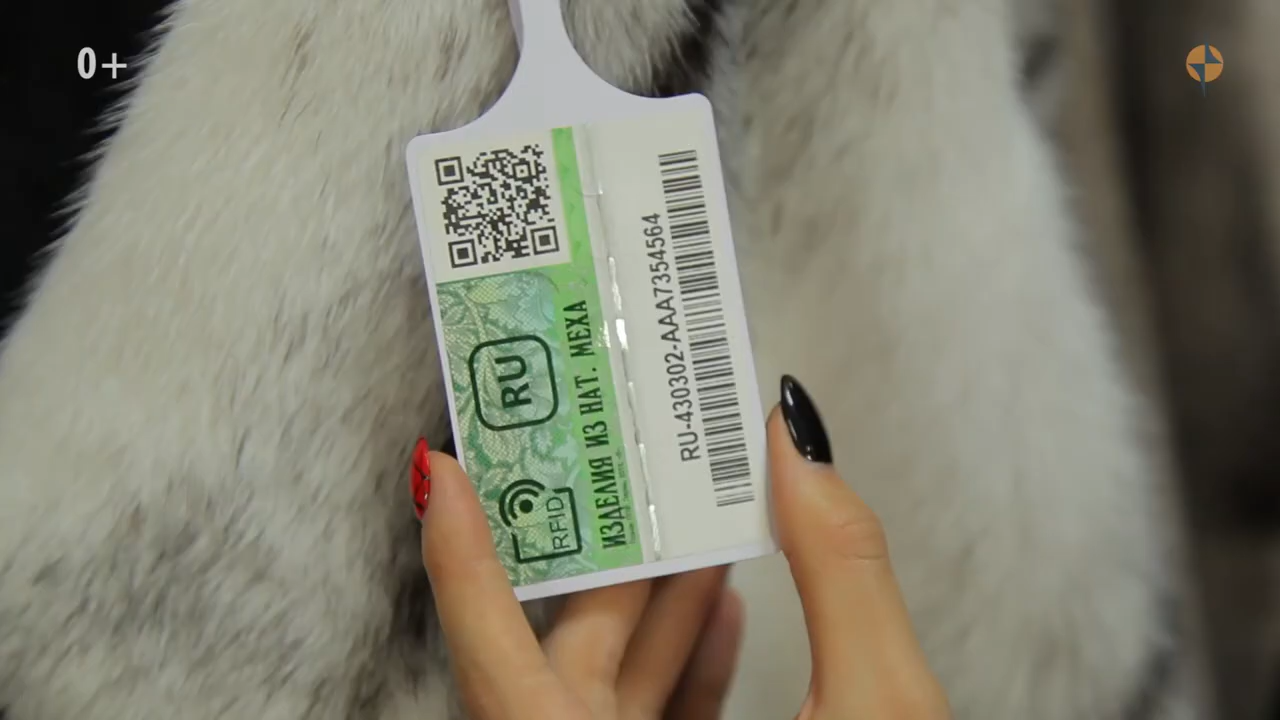 0+
RU
RFID
ИЗДЕЛИЯ ИЗ НАТ. МЕХА
RU-430302-AAA7354564